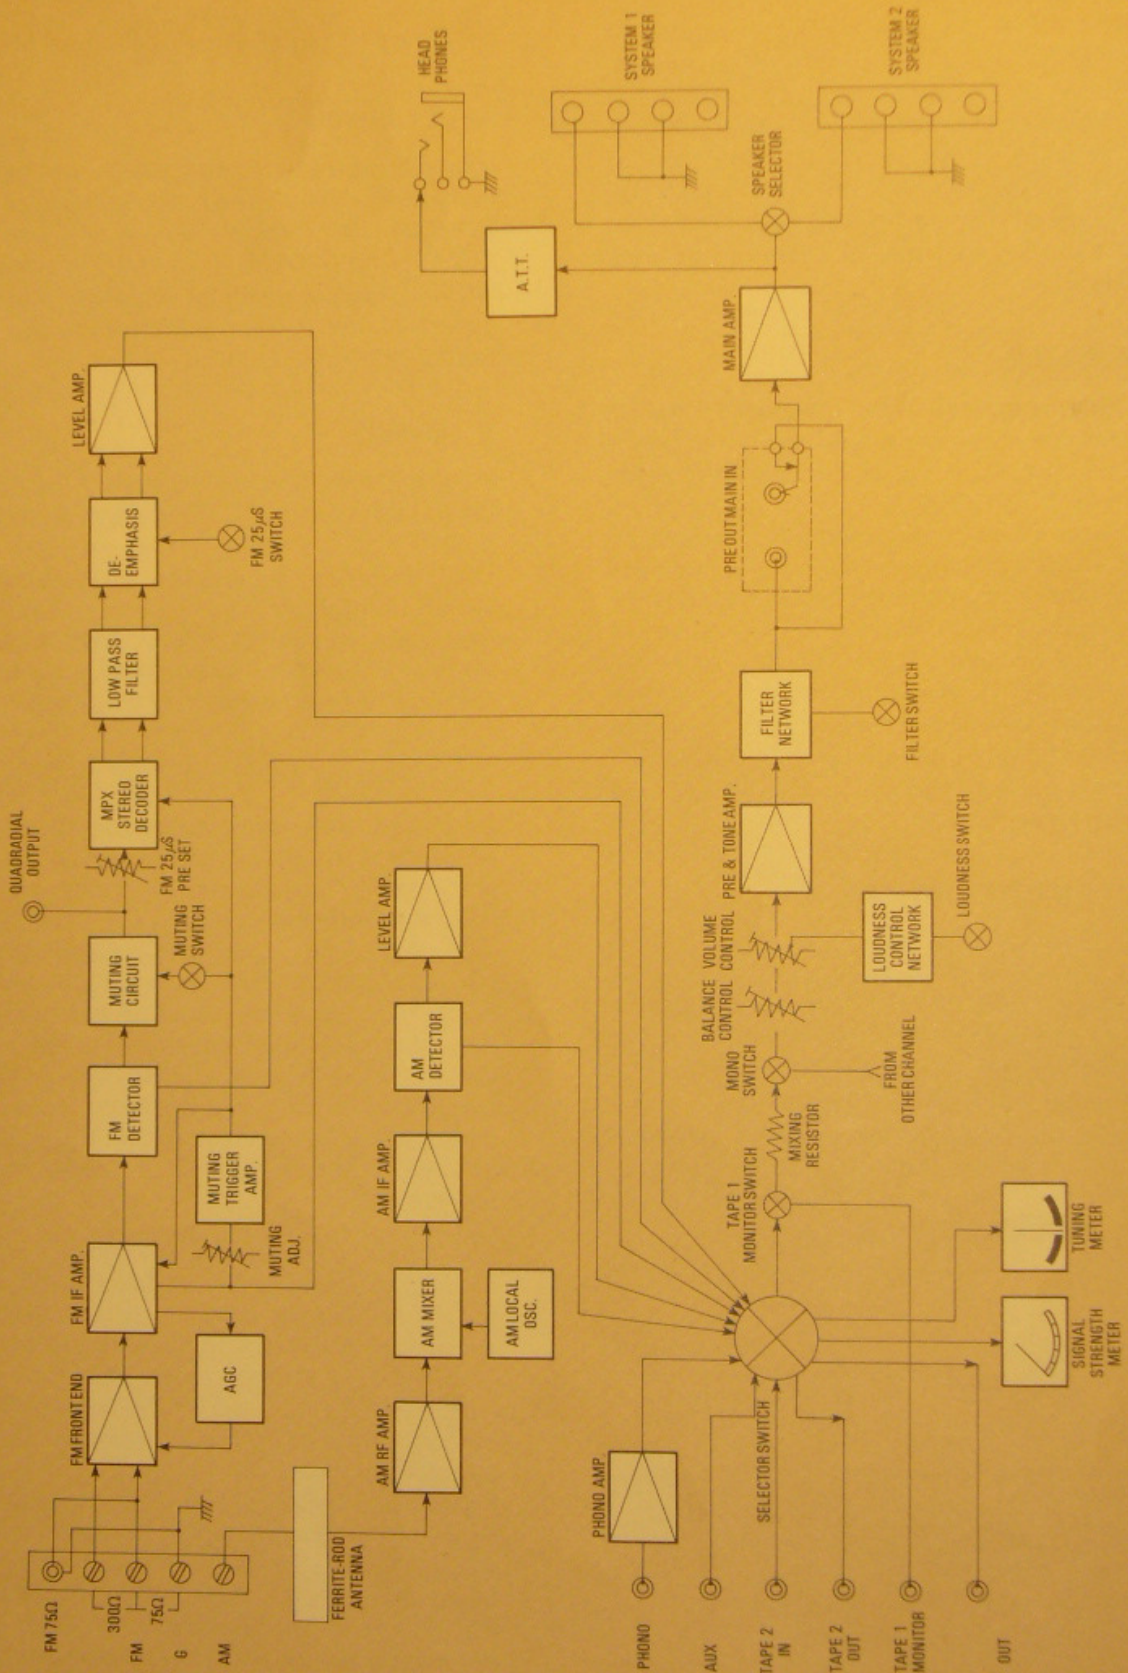 FM 75Ω
300Ω
75Ω
FM
G
AM
FERRITE-ROD
ANTENNA
FM FRONT END
AGC
FM IF AMP.
MUTING
ADJ.
MUTING
TRIGGER
AMP.
FM
DETECTOR
MUTING
CIRCUIT
MUTING
SWITCH
QUADRADIAL
OUTPUT
FM 25μS
PRE SET
MPX
STEREO
DECODER
LOW PASS
FILTER
DE-
EMPHASIS
FM 25μS
SWITCH
LEVEL AMP.
AM RF AMP.
AM MIXER
AM LOCAL
OSC.
AM IF AMP.
AM
DETECTOR
LEVEL AMP.
A.T.T.
HEAD
PHONES
SYSTEM 1
SPEAKER
SYSTEM 2
SPEAKER
SPEAKER
SELECTOR
PHONO
PHONO AMP
AUX
TAPE 2
IN
TAPE 2
OUT
TAPE 1
MONITOR
OUT
SELECTOR SWITCH
TAPE 1
MONITOR SWITCH
MIXING
RESISTOR
MONO
SWITCH
FROM
OTHER CHANNEL
BALANCE
CONTROL
VOLUME
CONTROL
LOUDNESS
CONTROL
NETWORK
LOUDNESS SWITCH
PRE & TONE AMP.
FILTER
NETWORK
FILTER SWITCH
PRE OUT MAIN IN
MAIN AMP.
SIGNAL
STRENGTH
METER
TUNING
METER